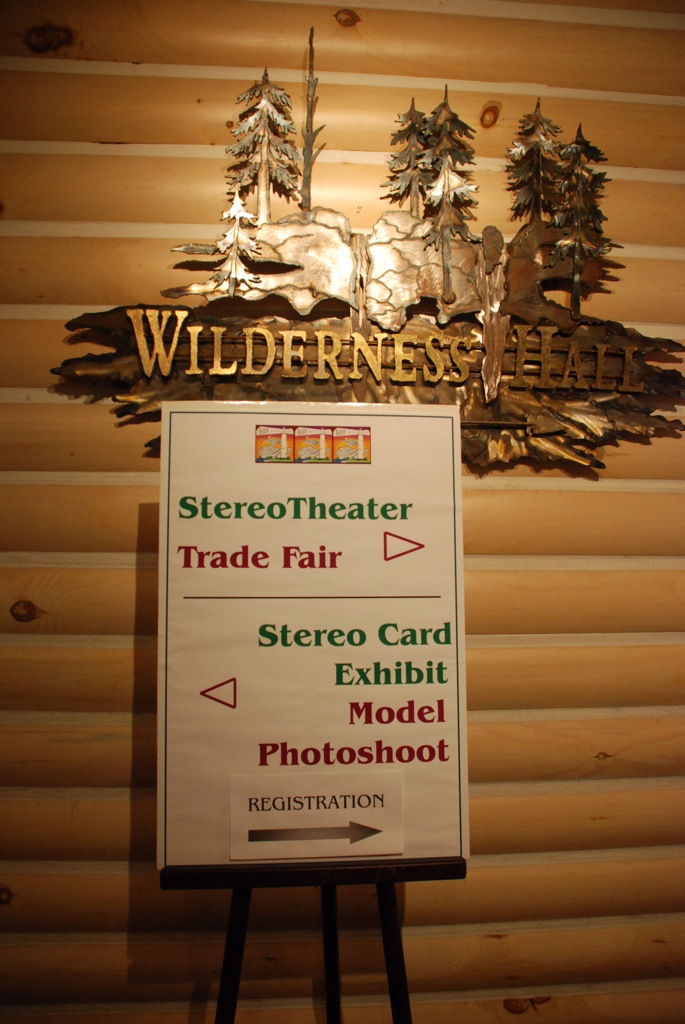 WILDERNESS HALL
StereoTheater
Trade Fair
Stereo Card
Exhibit
Model
Photoshoot
REGISTRATION